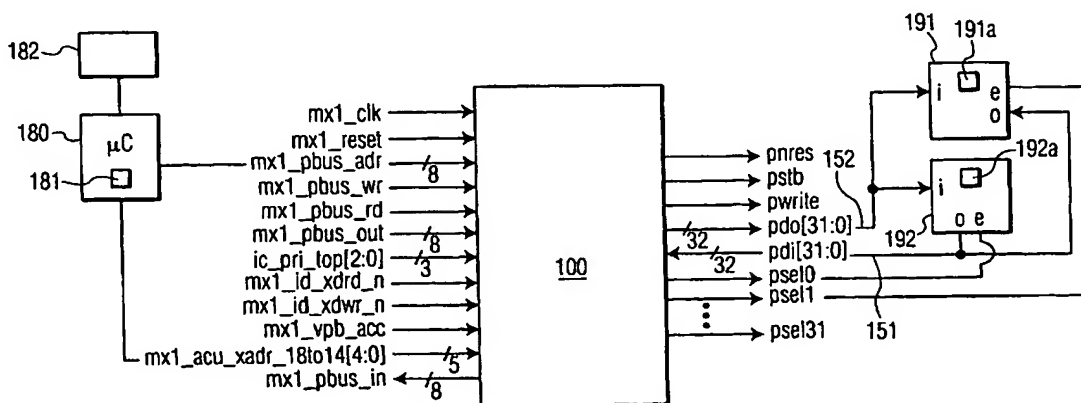 182
180
μC
181
mx1_clk
mx1_reset
mx1_pbus_adr
8
mx1_pbus_wr
mx1_pbus_rd
mx1_pbus_out
8
ic_pri_top[2:0]
3
mx1_id_xdrd_n
mx1_id_xdwr_n
mx1_vpb_acc
mx1_acu_xadr_18to14[4:0]
5
mx1_pbus_in
8
100
pnres
pstb
pwrite
pdo[31:0]
32
pdi[31:0]
32
psel0
psel1
psel31
152
151
191
191a
i
e
o
192a
i
192
o e